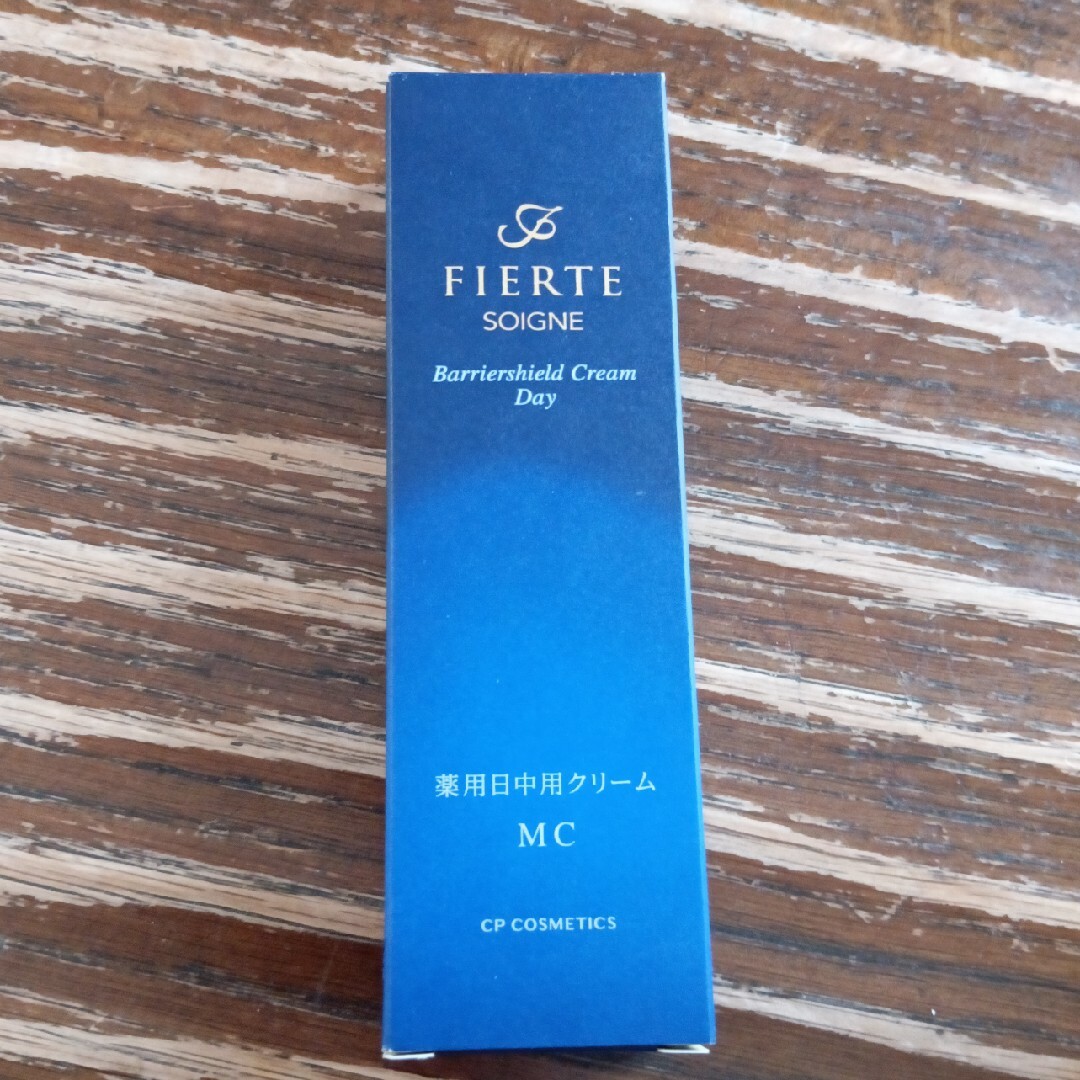 FIERTE
SOIGNE
Barriershield Cream
Day
薬用日中用クリーム
MC
CP COSMETICS